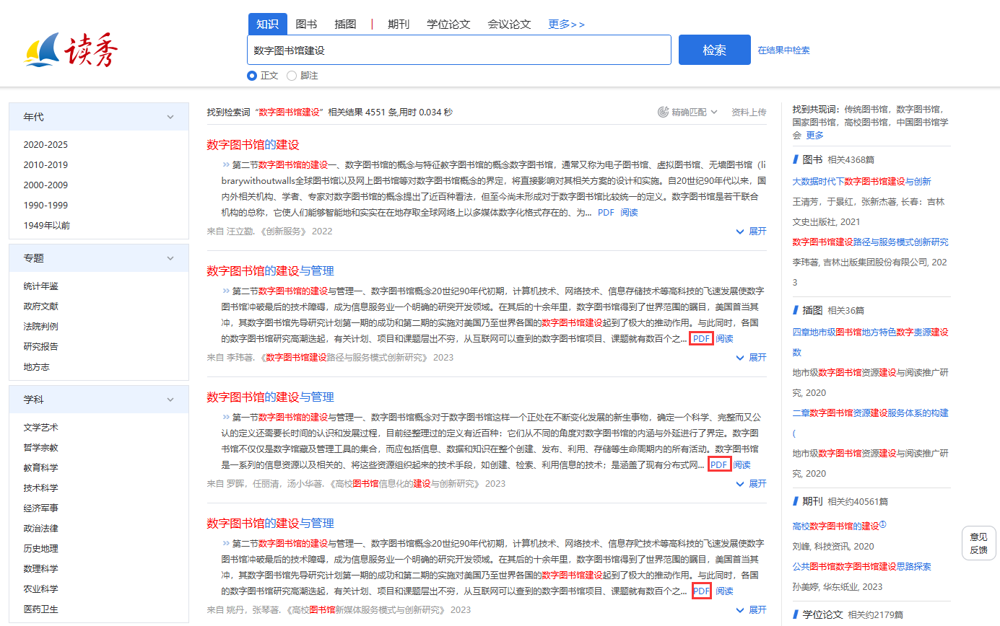 读秀
知识 图书 插图 | 期刊 学位论文 会议论文 更多>>
数字图书馆建设 检索 在结果中检索
正文 脚注
年代
2020-2025
2010-2019
2000-2009
1990-1999
1949年以前
专题
统计年鉴
政府文献
法院判例
研究报告
地方志
学科
文学艺术
哲学宗教
教育科学
技术科学
经济军事
政治法律
历史地理
数理科学
农业科学
医药卫生
找到检索词“数字图书馆建设”相关结果 4551 条,用时 0.034 秒 精确匹配 资料上传
数字图书馆的建设
»第二节数字图书馆的建设一、数字图书馆的概念与特征敕字图书馆的概念数字图书馆，通常又称为电子图书馆、虚拟图书馆、无墙图书馆（li
brarywithoutwalls全球图书馆以及网上图书馆等对数字图书馆概念的界定，将直接影响对其相关方案的设计和实施。自20世纪90年代以来，国
内外相关机构、学者、专家对数字图书馆的概念提出了近百种看法，但至今尚未形成对于数字图书馆比较统一的定义。数字图书馆是若干联合
机构的总称，它使人们能够智能地和实实在在地存取全球网络上以多媒体数字化格式存在的、为... PDF 阅读
来自 汪立勤.《创新服务》 2022 展开
数字图书馆的建设与管理
»第二节数字图书馆的建设与管理一、数字图书馆概念20世纪90年代初期，计算机技术、网络技术、信息存储技术等高科技的飞速发展使数字
图书馆冲破最后的技术障碍，成为信息服务业一个明确的研突开发领域。在其后的十余年里，数字图书馆得到了世界范围的瞩目，美国首当其
冲，其数字图书馆先导研究计划第一期的成功和第二期的实施对美国乃至世界各国的数字图书馆建设起到了极大的推动作用。与此同时，各国
的数字图书馆研究高潮迭起，有关计划、项目和课题层出不穷，从互联网可以查到的数字图书馆项目、课题就有数百个之... PDF 阅读
来自 李玮著.《数字图书馆建设路径与服务模式创新研究》 2023 展开
数字图书馆的建设与管理
»第一节数字图书馆的建设与管理一、数字图书馆概念对于数字图书馆这样一个正处在不断变化发展的新生事物，确定一个科学、完整而又公
认的定义还需要长时间的认识和发展过程，目前经整理过的定义有近百种：它们从不同的角度对数字图书馆的内涵与外延进行了界定。数字图
书馆不仅仅是数字馆藏及管理工具的集合，而应包括信息、数据和知识在整个创建、发布、利用、存储等生命周期内的所有活动。数字图书馆
是一系列的信息资源以及相关的、将这些资源组织起来的技术手段，如创建、检索、利用信息的技术；是涵盖了现有分布式网... PDF 阅读
来自 罗晖，任丽清，汤小华著.《高校图书馆信息化的建设与创新研究》 2023 展开
数字图书馆的建设与管理
»第二节数字图书馆的建设与管理一、数字图书馆概念20世纪90年代初期，计算机技术、网络技术、信息存贮技术等高科技的飞速发展使数字
图书馆冲破最后的技术障碍，成为信息服务业一个明确的研究开发领域。在其后的十余年里，数字图书馆得到了世界范围的瞩目，美国首当其
冲，其数字图书馆先导研究计划第一期的成功和第二期的实施对美国乃至世界各国的数字图书馆建设起到了极大的推动作用。与此同时，各国
的数字图书馆研究高潮迭起，有关计划、项目和课题层出不穷，从互联网可以查到的数字图书馆项目、课题就有数百个之... PDF 阅读
来自 姚丹，张琴著.《高校图书馆新媒体服务模式与创新研究》 2023 展开
找到共现词：传统图书馆，数字图书馆，
国家图书馆，高校图书馆，中国图书馆学
会 更多
图书 相关4368篇
大数据时代下数字图书馆建设与创新
王清芳，于景红，张新杰著, 长春：吉林
文史出版社, 2021
数字图书馆建设路径与服务模式创新研究
李玮著, 吉林出版集团股份有限公司, 202
3
插图 相关36篇
四章地市级图书馆地方特色数字责源建设
数
地市级数字图书馆资源建设与阅读推广研
究, 2020
二章数字图书馆资源建设服务体系的构建
(
地市级数字图书馆资源建设与阅读推广研
究, 2020
期刊 相关约40561篇
高校数字图书馆的建设①
刘峰, 科技资讯, 2020
公共图书馆数字图书馆建设思路探索
孙美婷, 华东纸业, 2023
学位论文 相关约2179篇
意见
反馈